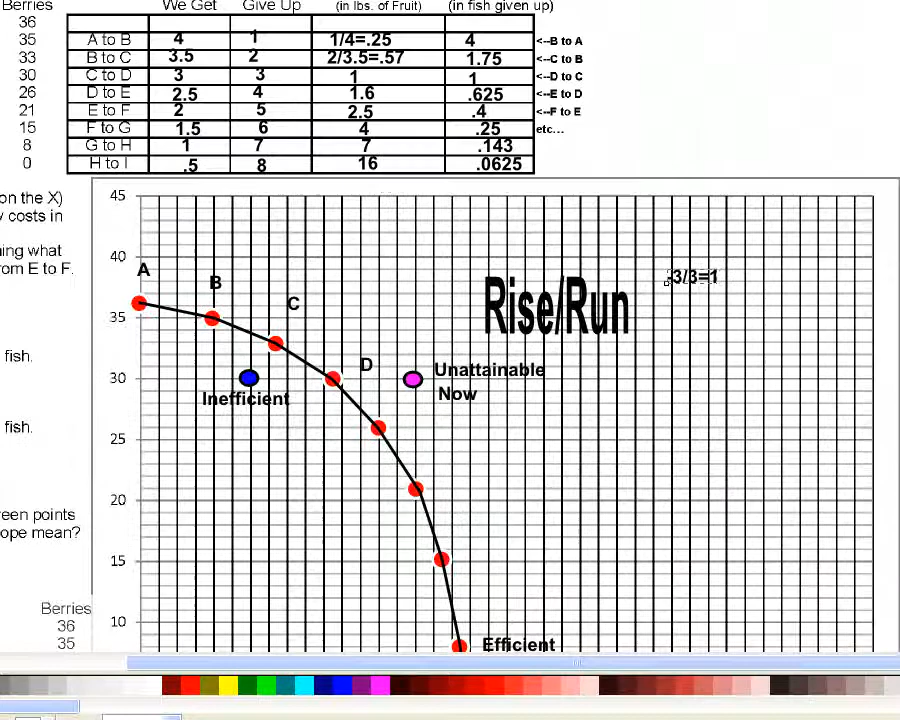 Berries We Get Give Up (in lbs. of Fruit) (in fish given up)
36
35 A to B 4 1 1/4=.25 4 <--B to A
33 B to C 3.5 2 2/3.5=.57 1.75 <--C to B
30 C to D 3 3 1 1 <--D to C
26 D to E 2.5 4 1.6 .625 <--E to D
21 E to F 2 5 2.5 .4 <--F to E
15 F to G 1.5 6 4 .25 etc...
8 G to H 1 7 7 .143
0 H to I .5 8 16 .0625
on the X)
costs in
what
rom E to F.
fish.
fish.
points
ope mean?
Berries
36
35
45
40
35
30
25
20
15
10
A
B
C
D
Rise/Run
-3/3=1
Inefficient
Unattainable
Now
Efficient